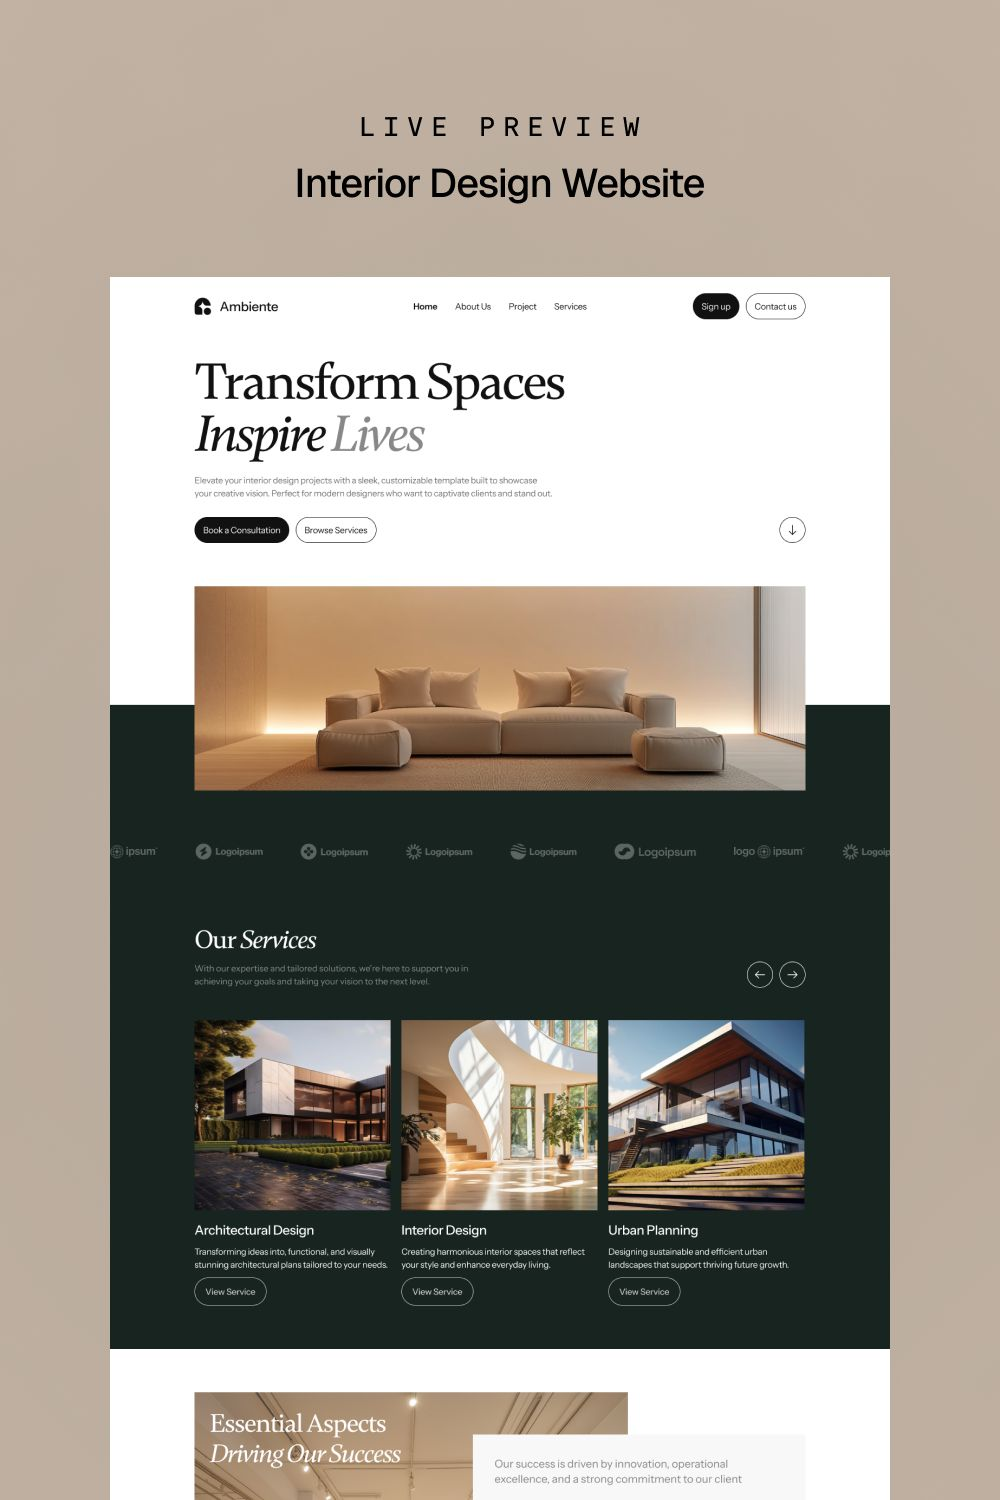 LIVE PREVIEW
Interior Design Website
Ambiente
Home
About Us
Project
Services
Sign up
Contact us
Transform Spaces
Inspire Lives
Elevate your interior design projects with a sleek, customizable template built to showcase
your creative vision. Perfect for modern designers who want to captivate clients and stand out.
Book a Consultation
Browse Services
ipsum
Logoipsum
Logoipsum
Logoipsum
Logoipsum
Logoipsum
logo ipsum
Logoip
Our Services
With our expertise and tailored solutions, we're here to support you in
achieving your goals and taking your vision to the next level.
Architectural Design
Transforming ideas into, functional, and visually
stunning architectural plans tailored to your needs.
View Service
Interior Design
Creating harmonious interior spaces that reflect
your style and enhance everyday living.
View Service
Urban Planning
Designing sustainable and efficient urban
landscapes that support thriving future growth.
View Service
Essential Aspects
Driving Our Success
Our success is driven by innovation, operational
excellence, and a strong commitment to our client